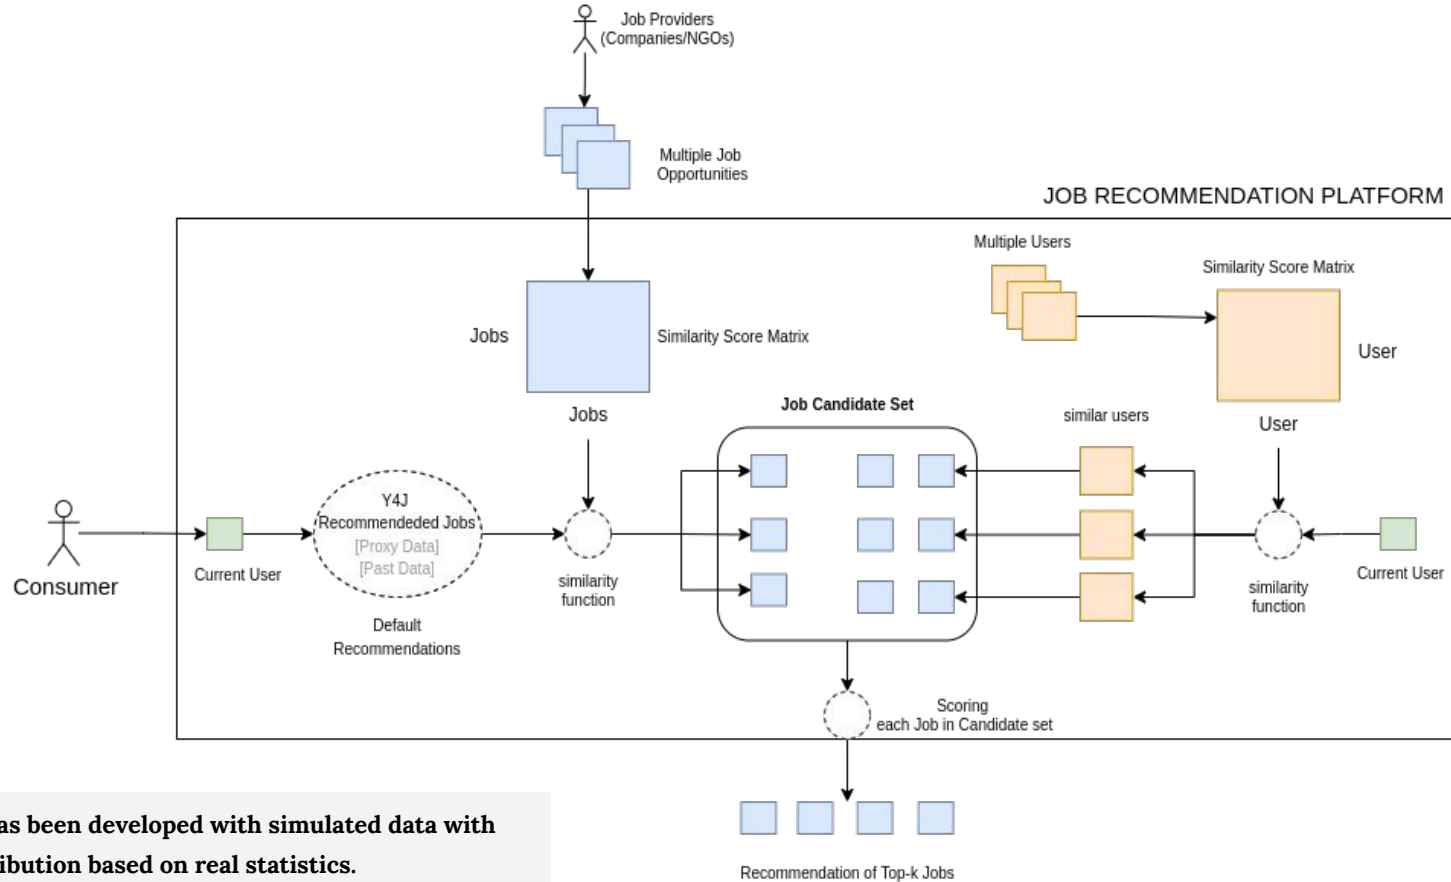 Job Providers
(Companies/NGOs)
Multiple Job
Opportunities
JOB RECOMMENDATION PLATFORM
Multiple Users
Similarity Score Matrix
Jobs
Similarity Score Matrix
User
Jobs
Job Candidate Set
similar users
User
Y4J
Recommendeded Jobs
[Proxy Data]
[Past Data]
Consumer
Current User
similarity
function
similarity
function
Current User
Default
Recommendations
Scoring
each Job in Candidate set
as been developed with simulated data with
ibution based on real statistics.
Recommendation of Top-k Jobs